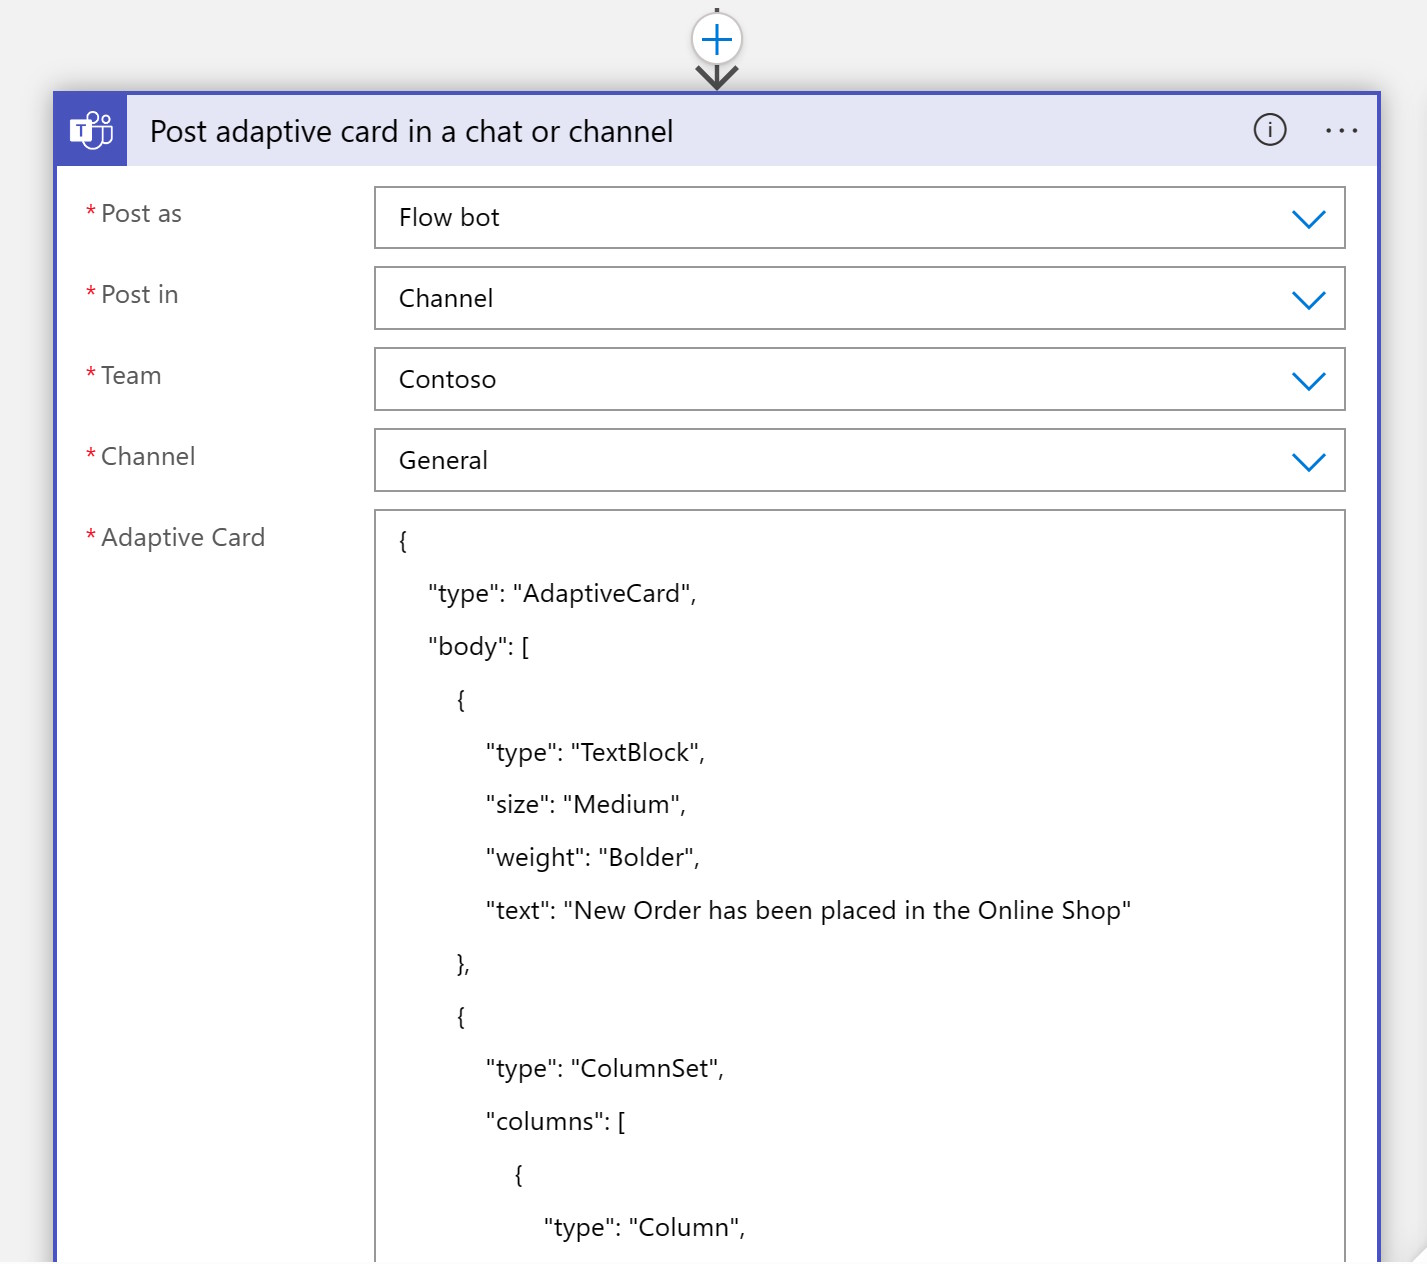 Post adaptive card in a chat or channel
* Post as
Flow bot
* Post in
Channel
* Team
Contoso
* Channel
General
* Adaptive Card
{
"type": "AdaptiveCard",
"body": [
{
"type": "TextBlock",
"size": "Medium",
"weight": "Bolder",
"text": "New Order has been placed in the Online Shop"
},
{
"type": "ColumnSet",
"columns": [
{
"type": "Column",